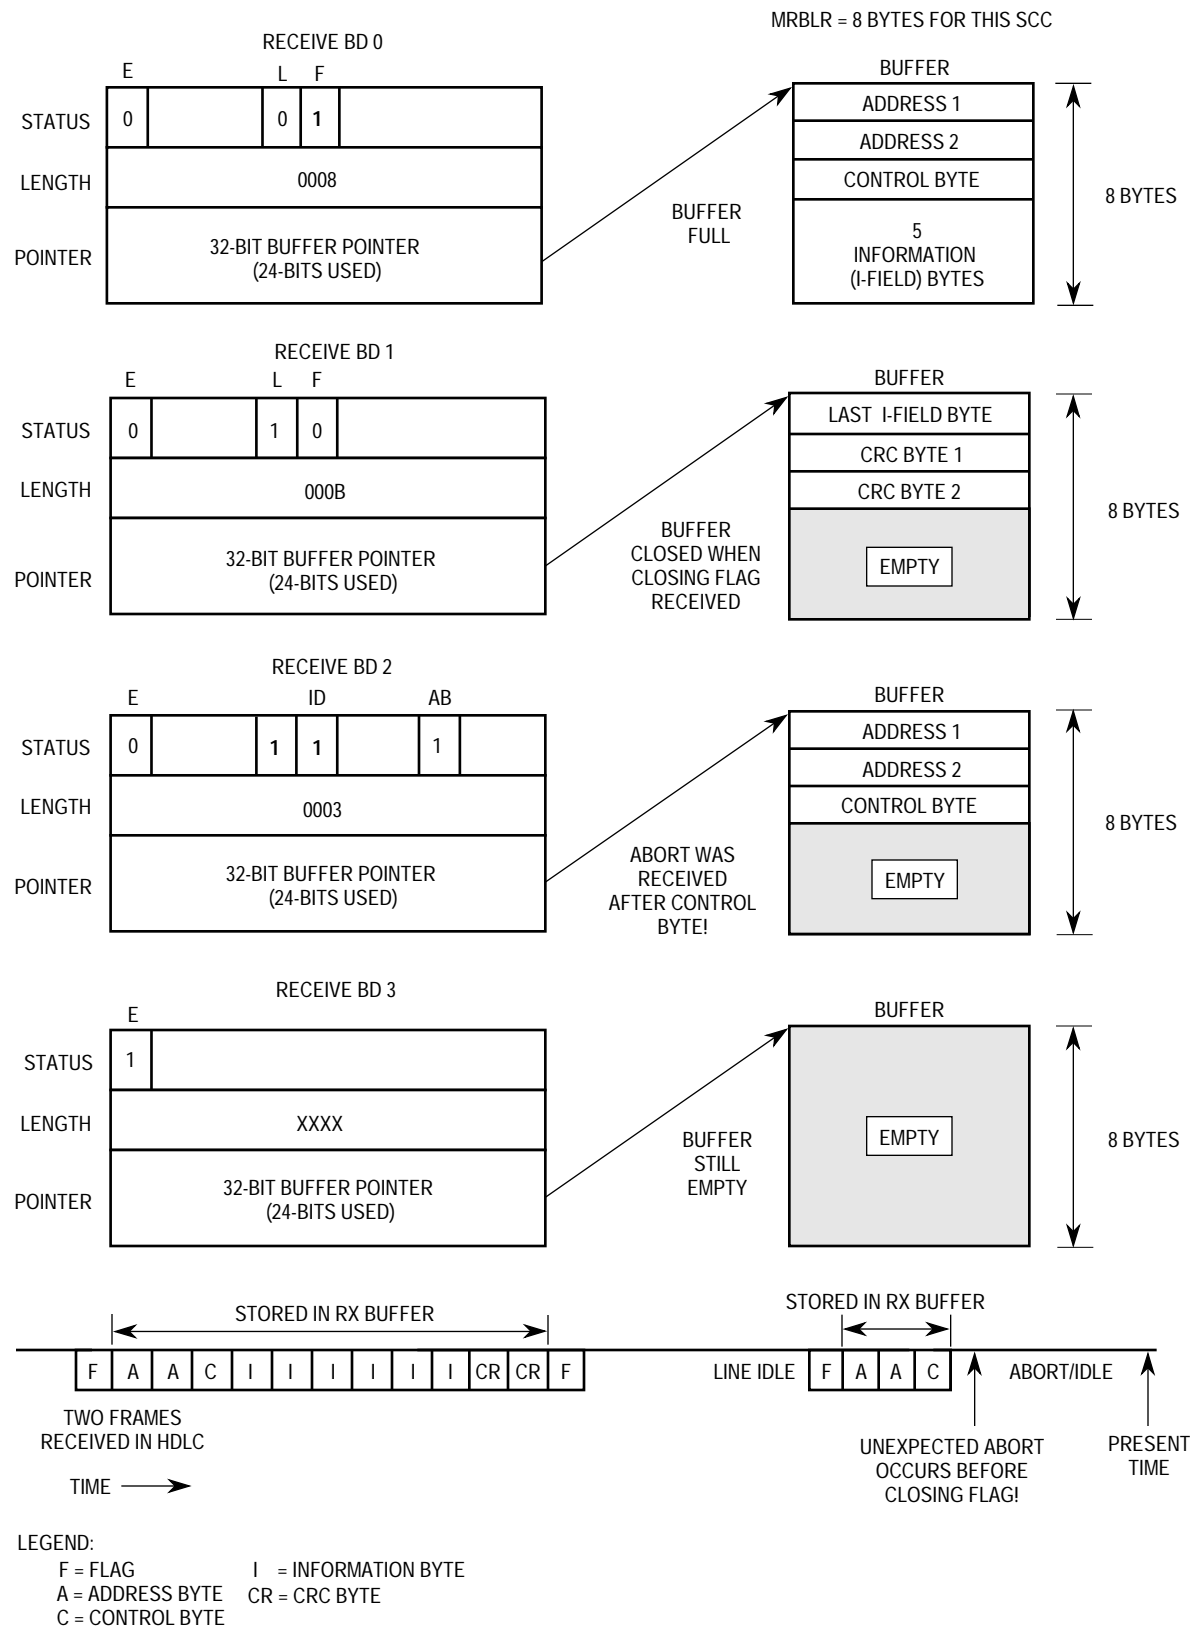 MRBLR = 8 BYTES FOR THIS SCC
RECEIVE BD 0
E L F
STATUS 0 0 1
LENGTH 0008
POINTER 32-BIT BUFFER POINTER
(24-BITS USED)
BUFFER
FULL
BUFFER
ADDRESS 1
ADDRESS 2
CONTROL BYTE
5
INFORMATION
(I-FIELD) BYTES
8 BYTES
RECEIVE BD 1
E L F
STATUS 0 1 0
LENGTH 000B
POINTER 32-BIT BUFFER POINTER
(24-BITS USED)
BUFFER
CLOSED WHEN
CLOSING FLAG
RECEIVED
BUFFER
LAST I-FIELD BYTE
CRC BYTE 1
CRC BYTE 2
EMPTY
8 BYTES
RECEIVE BD 2
E ID AB
STATUS 0 1 1 1
LENGTH 0003
POINTER 32-BIT BUFFER POINTER
(24-BITS USED)
ABORT WAS
RECEIVED
AFTER CONTROL
BYTE!
BUFFER
ADDRESS 1
ADDRESS 2
CONTROL BYTE
EMPTY
8 BYTES
RECEIVE BD 3
E
STATUS 1
LENGTH XXXX
POINTER 32-BIT BUFFER POINTER
(24-BITS USED)
BUFFER
STILL
EMPTY
BUFFER
EMPTY
8 BYTES
STORED IN RX BUFFER
STORED IN RX BUFFER
F A A C I I I I I I CR CR F LINE IDLE F A A C ABORT/IDLE
TWO FRAMES
RECEIVED IN HDLC
TIME
UNEXPECTED ABORT
OCCURS BEFORE
CLOSING FLAG!
PRESENT
TIME
LEGEND:
F = FLAG I = INFORMATION BYTE
A = ADDRESS BYTE CR = CRC BYTE
C = CONTROL BYTE